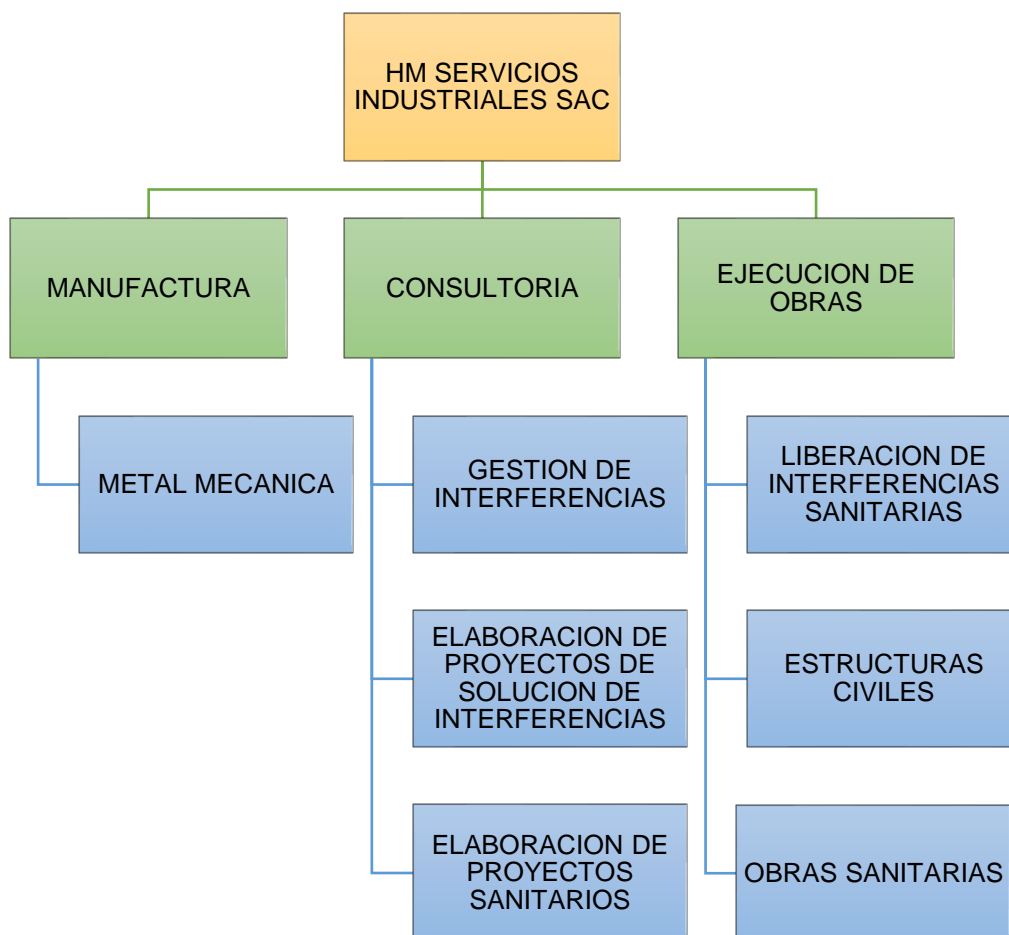 HM SERVICIOS
INDUSTRIALES SAC
MANUFACTURA
CONSULTORIA
EJECUCION DE
OBRAS
METAL MECANICA
GESTION DE
INTERFERENCIAS
LIBERACION DE
INTERFERENCIAS
SANITARIAS
ELABORACION DE
PROYECTOS DE
SOLUCION DE
INTERFERENCIAS
ESTRUCTURAS
CIVILES
ELABORACION DE
PROYECTOS
SANITARIOS
OBRAS SANITARIAS